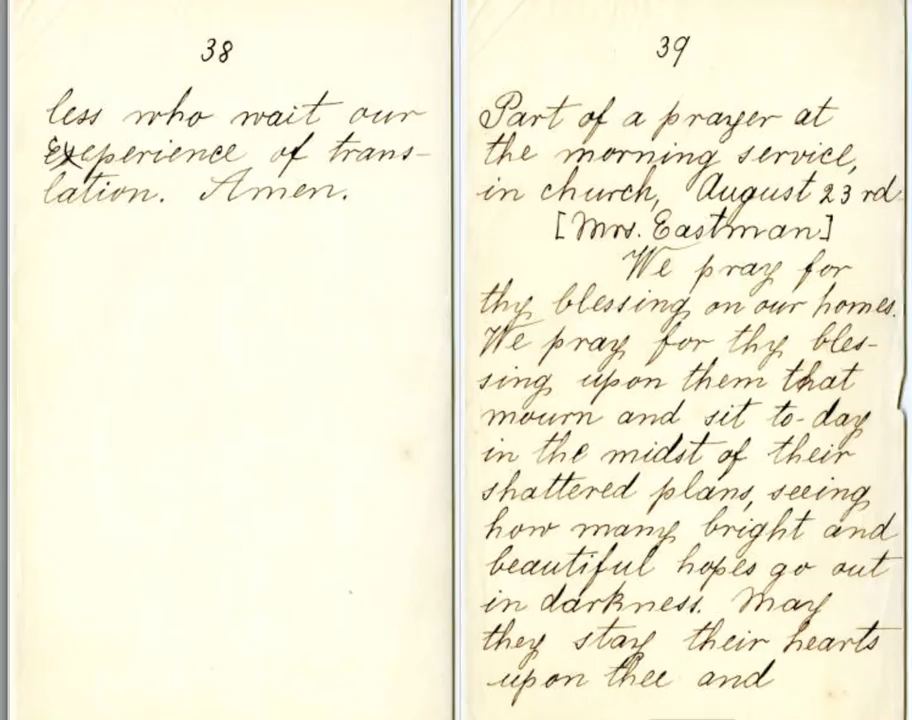 38
less who wait our
Experience of trans-
lation. Amen.
39
Part of a prayer at
the morning service,
in church, August 23rd.
[Mrs. Eastman]
We pray for
thy blessing on our homes.
We pray for thy bles-
sing upon them that
mourn and sit to-day
in the midst of their
shattered plans, seeing
how many bright and
beautiful hopes go out
in darkness. May
they stay their hearts
upon thee and